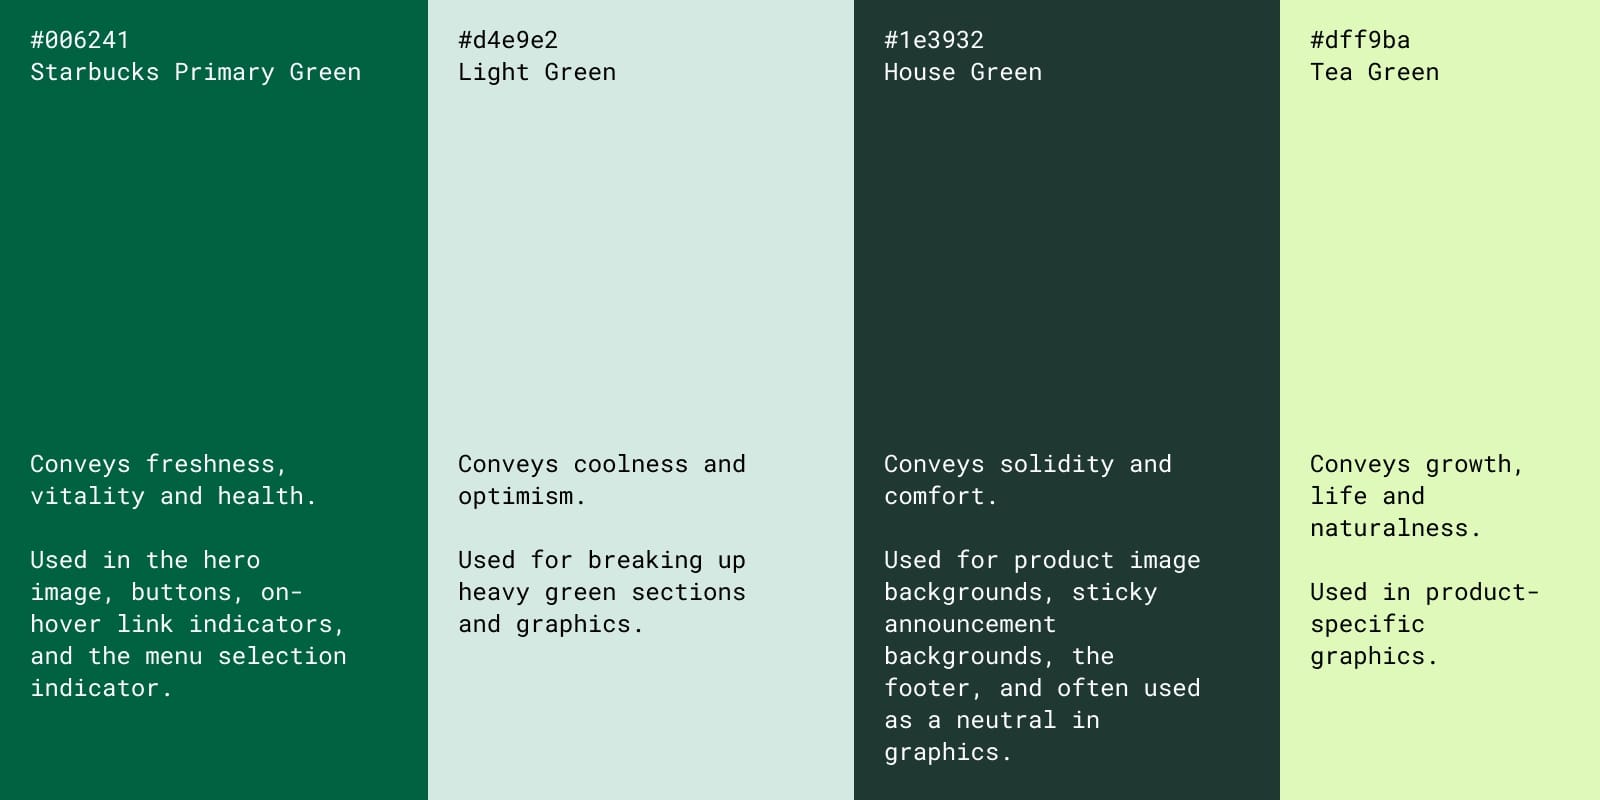 #006241
Starbucks Primary Green
Conveys freshness,
vitality and health.
Used in the hero
image, buttons, on-
hover link indicators,
and the menu selection
indicator.
#d4e9e2
Light Green
Conveys coolness and
optimism.
Used for breaking up
heavy green sections
and graphics.
#1e3932
House Green
Conveys solidity and
comfort.
Used for product image
backgrounds, sticky
announcement
backgrounds, the
footer, and often used
as a neutral in
graphics.
#dff9ba
Tea Green
Conveys growth,
life and
naturalness.
Used in product-
specific
graphics.